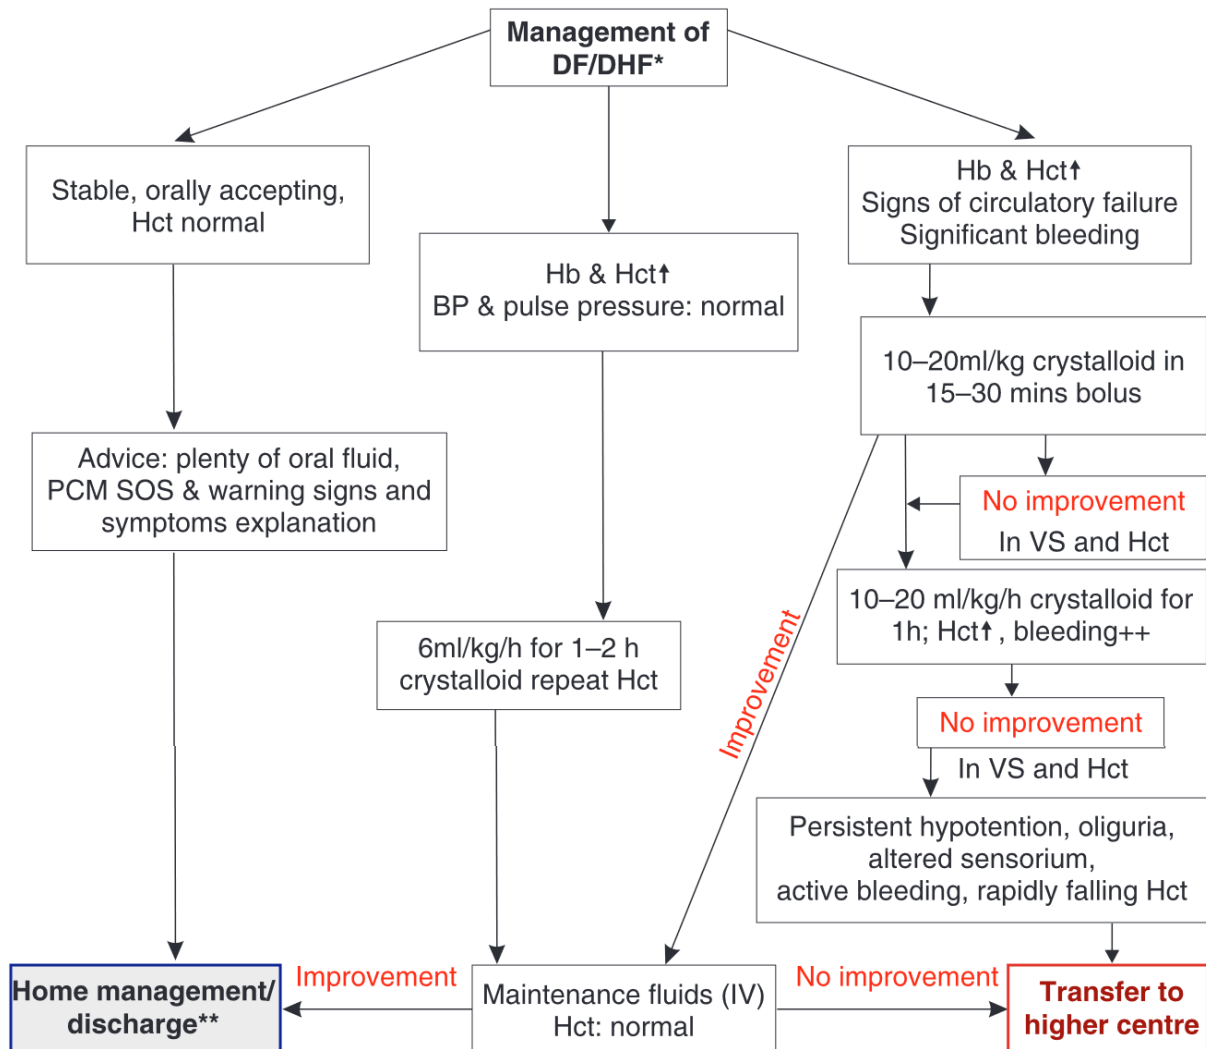 Management of
DF/DHF*
Stable, orally accepting,
Hct normal
Hb & Hct↑
BP & pulse pressure: normal
Hb & Hct↑
Signs of circulatory failure
Significant bleeding
10–20ml/kg crystalloid in
15–30 mins bolus
Advice: plenty of oral fluid,
PCM SOS & warning signs and
symptoms explanation
No improvement
In VS and Hct
10–20 ml/kg/h crystalloid for
1h; Hct↑, bleeding++
6ml/kg/h for 1–2 h
crystalloid repeat Hct
Improvement
No improvement
In VS and Hct
Persistent hypotention, oliguria,
altered sensorium,
active bleeding, rapidly falling Hct
Home management/
discharge**
Improvement
Maintenance fluids (IV)
Hct: normal
No improvement
Transfer to
higher centre